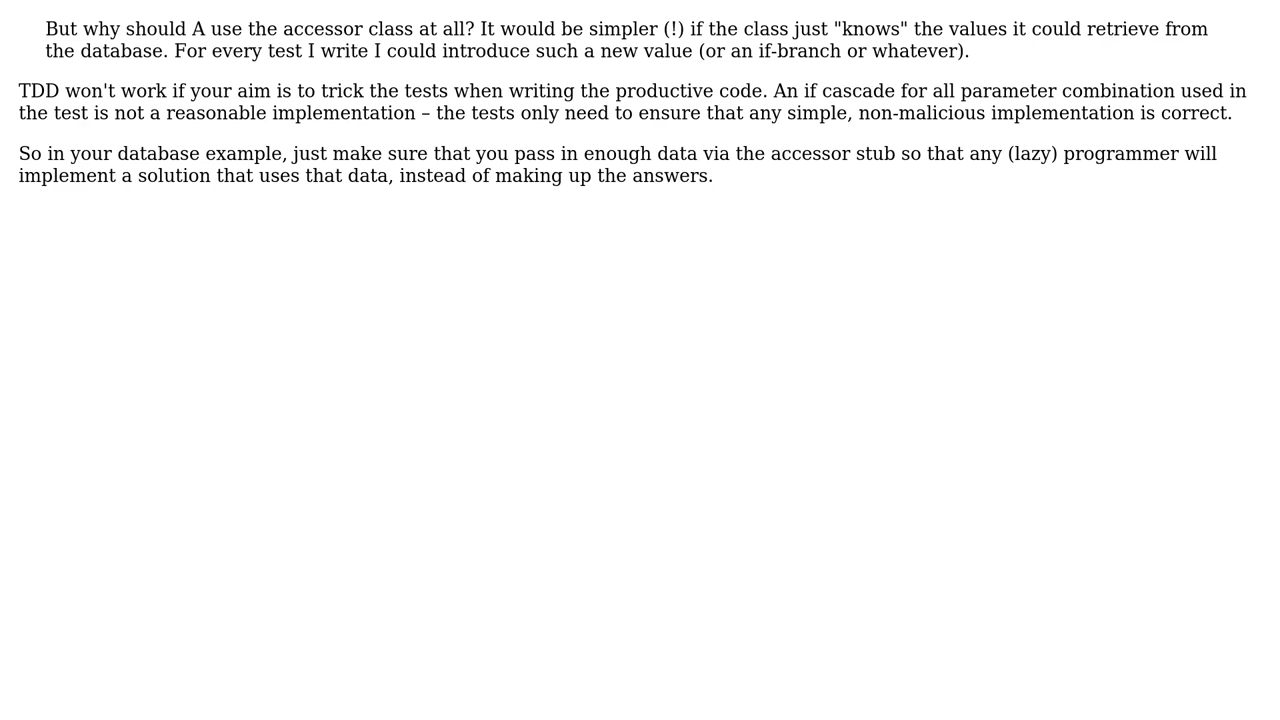 But why should A use the accessor class at all? It would be simpler (!) if the class just "knows" the values it could retrieve from
the database. For every test I write I could introduce such a new value (or an if-branch or whatever).
TDD won't work if your aim is to trick the tests when writing the productive code. An if cascade for all parameter combination used in
the test is not a reasonable implementation – the tests only need to ensure that any simple, non-malicious implementation is correct.
So in your database example, just make sure that you pass in enough data via the accessor stub so that any (lazy) programmer will
implement a solution that uses that data, instead of making up the answers.